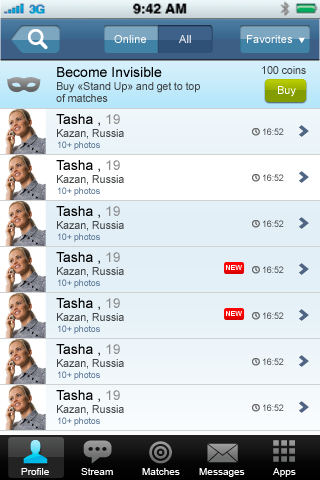 3G 9:42 AM
Online All Favorites ▼
Become Invisible 100 coins
Buy «Stand Up» and get to top Buy
of matches
Tasha , 19
Kazan, Russia 16:52
10+ photos
Tasha , 19
Kazan, Russia 16:52
10+ photos
Tasha , 19
Kazan, Russia 16:52
10+ photos
Tasha , 19
Kazan, Russia NEW 16:52
10+ photos
Tasha , 19
Kazan, Russia NEW 16:52
10+ photos
Tasha , 19
Kazan, Russia 16:52
10+ photos
Tasha , 19
Kazan, Russia 16:52
10+ photos
Profile Stream Matches Messages Apps